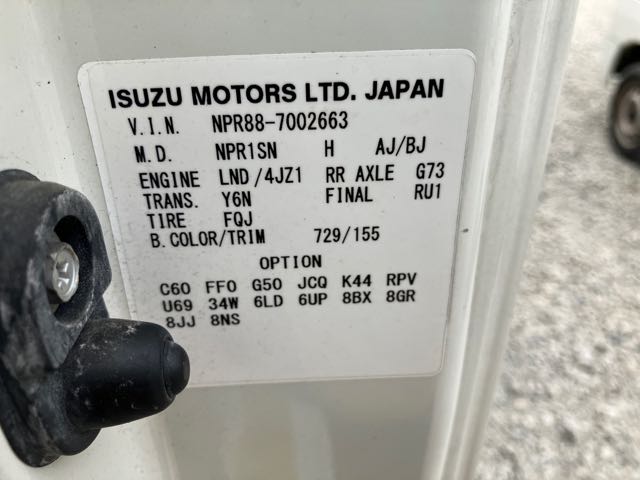 ISUZU MOTORS LTD. JAPAN
V.I.N. NPR88-7002663
M.D. NPR1SN H AJ/BJ
ENGINE LND/4JZ1 RR AXLE G73
TRANS. Y6N FINAL RU1
TIRE FQJ
B.COLOR/TRIM 729/155
OPTION
C60 FF0 G50 JCQ K44 RPV
U69 34W 6LD 6UP 8BX 8GR
8JJ 8NS